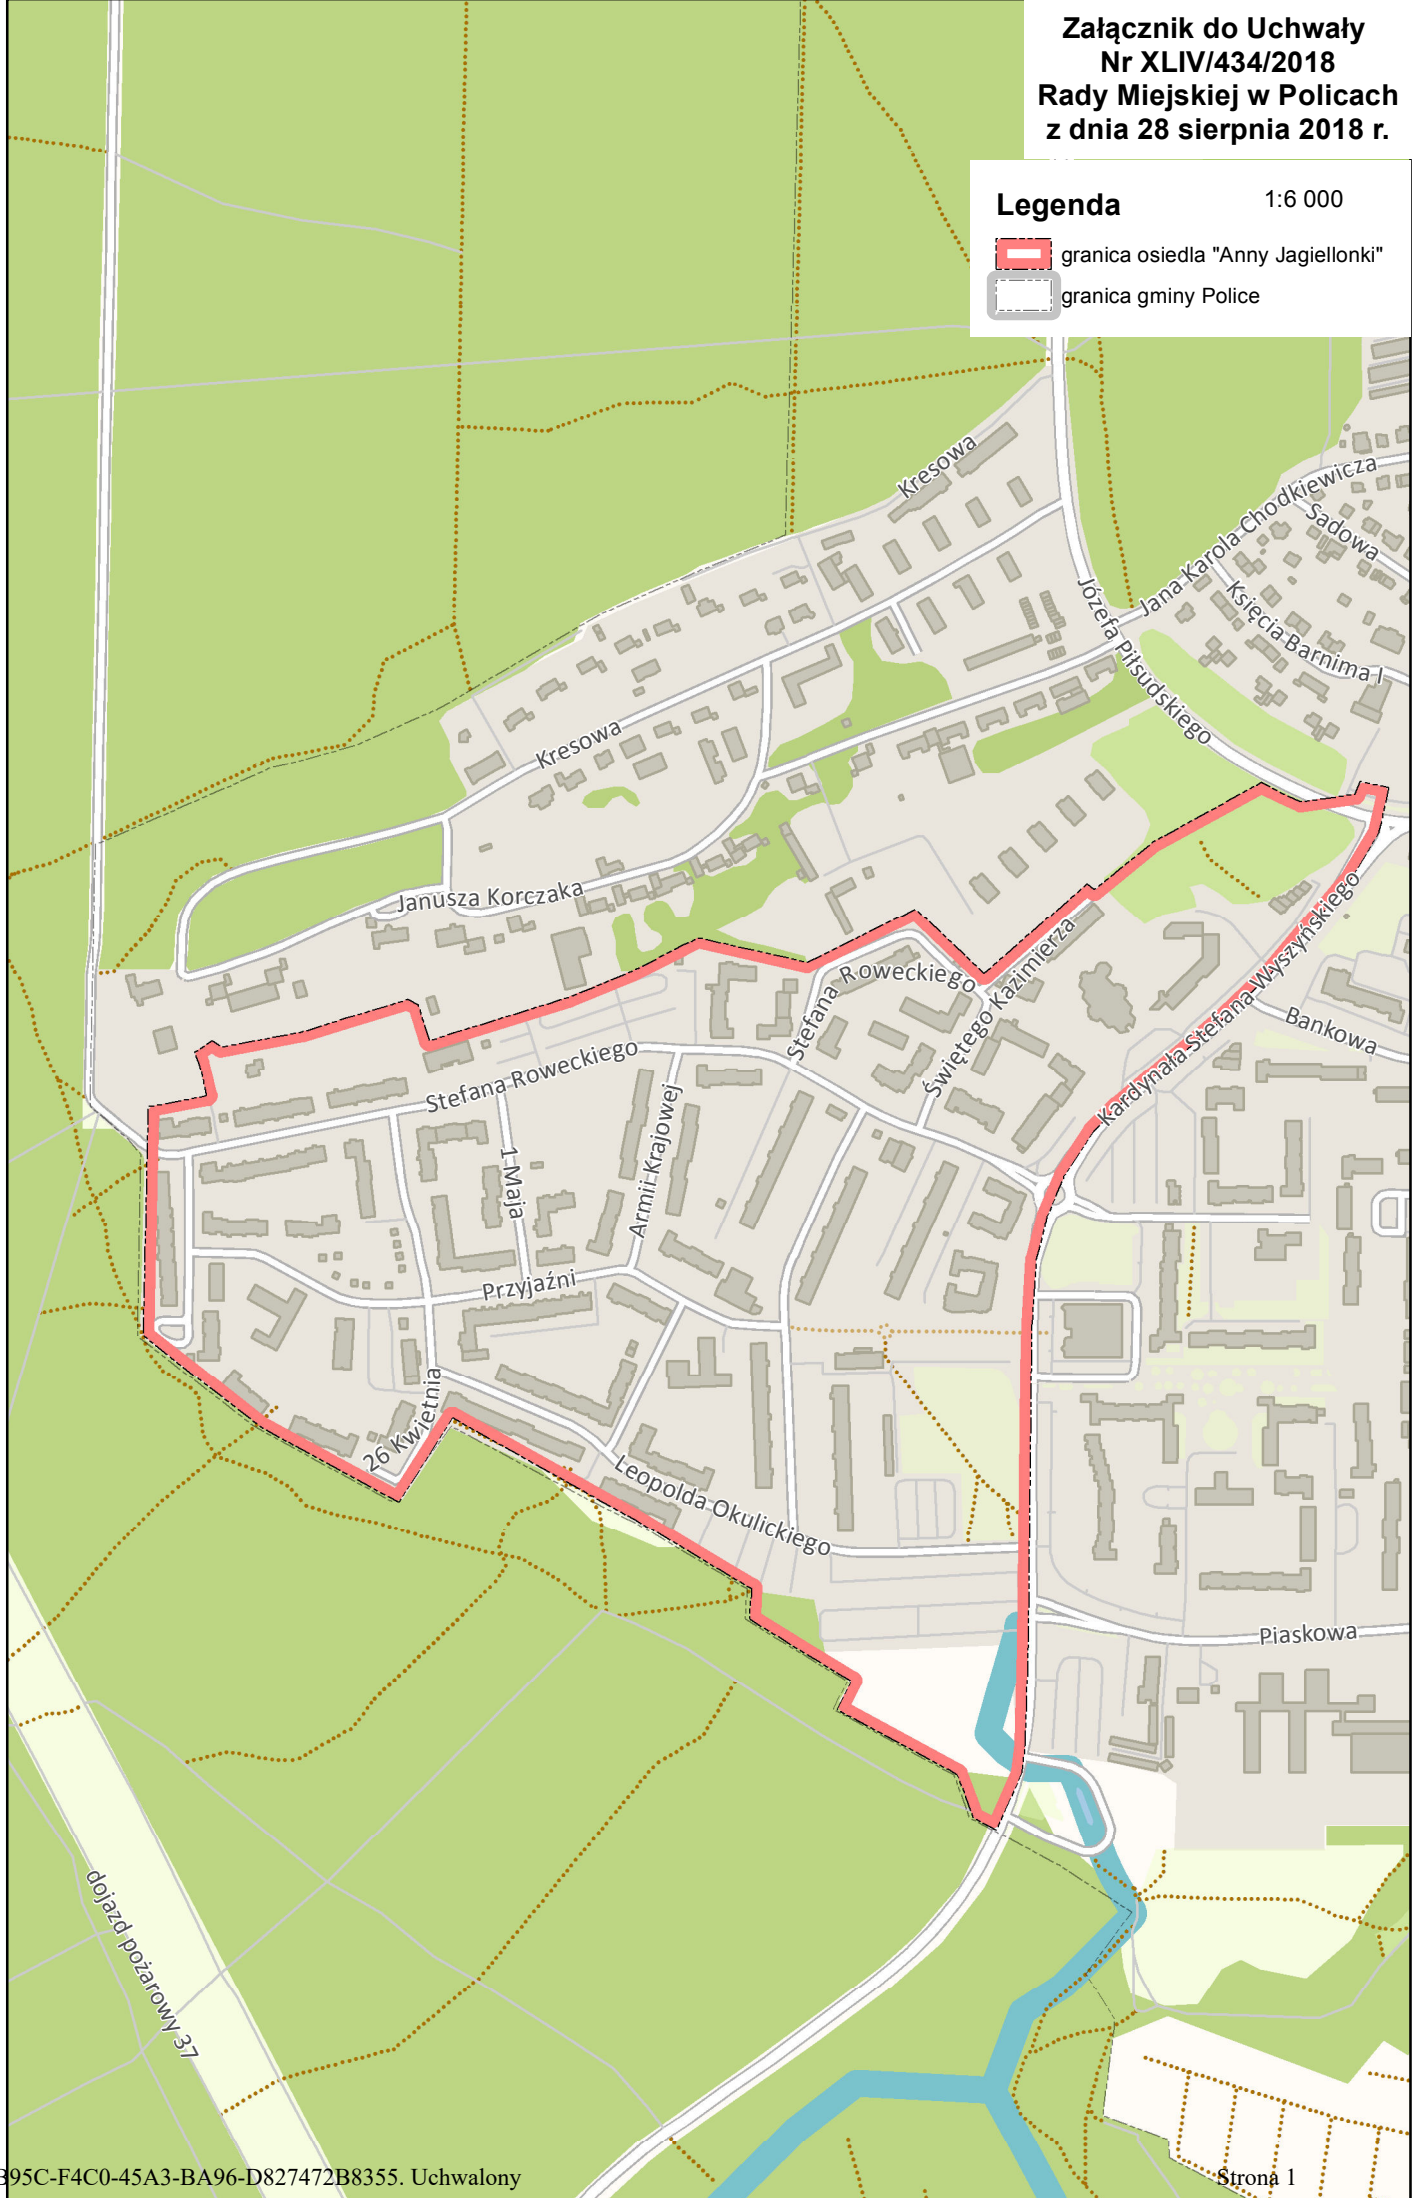 Załącznik do Uchwały
Nr XLIV/434/2018
Rady Miejskiej w Policach
z dnia 28 sierpnia 2018 r.
Legenda 1:6 000
granica osiedla "Anny Jagiellonki"
granica gminy Police
Kresowa
Jana Karola Chodkiewicza
Sadowa
Józefa Piłsudskiego
Księcia Barnima I
Kresowa
Janusza Korczaka
Stefana Roweckiego
Świętego Kazimierza
Kardynała Stefana Wyszyńskiego
Bankowa
Stefana Roweckiego
1 Maja
Armii Krajowej
Przyjaźni
26 Kwietnia
Leopolda Okulickiego
Piaskowa
dojazd pożarowy 37
95C-F4C0-45A3-BA96-D827472B8355. Uchwalony
Strona 1